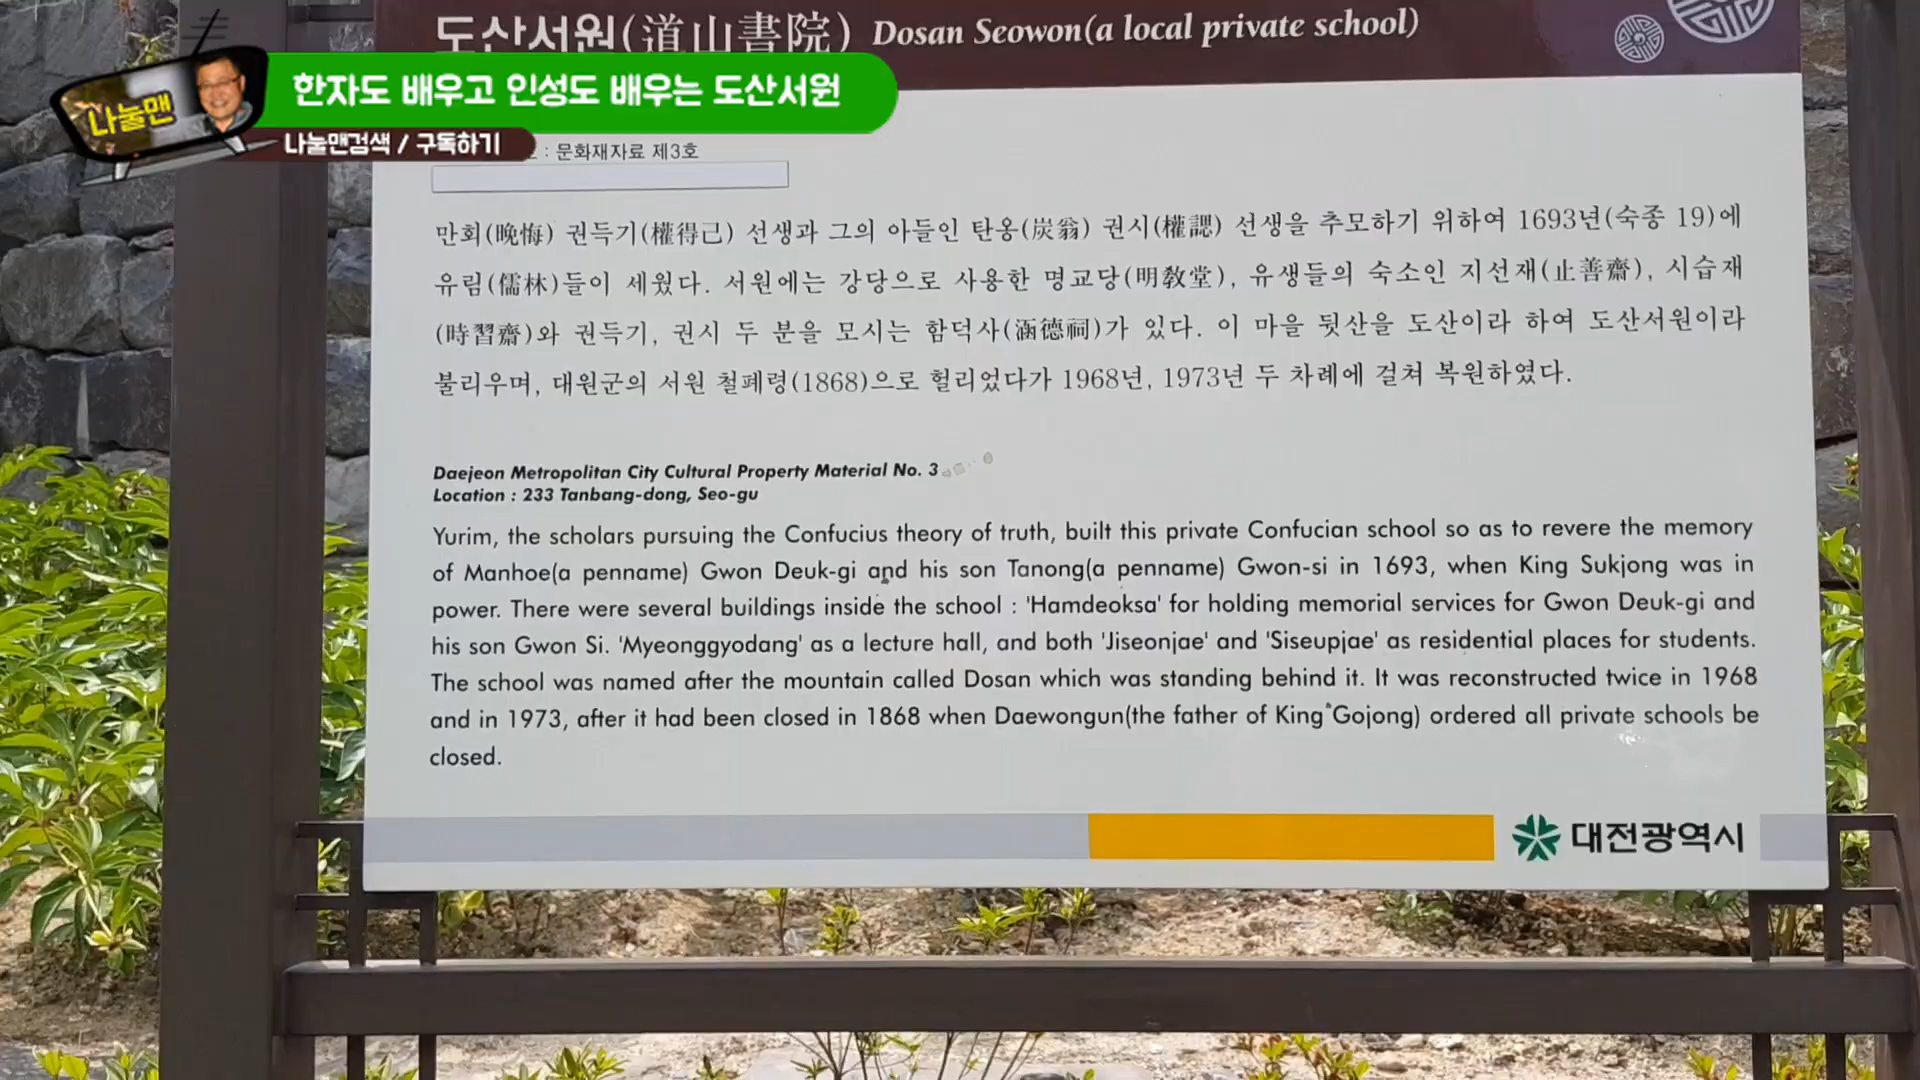 도산서원(道山書院) Dosan Seowon(a local private school)
나눔맨
한자도 배우고 인성도 배우는 도산서원
나눔맨검색 / 구독하기
: 문화재자료 제3호
만회(晩悔) 권득기(權得己) 선생과 그의 아들인 탄옹(炭翁) 권시(權諰) 선생을 추모하기 위하여 1693년(숙종 19)에
유림(儒林)들이 세웠다. 서원에는 강당으로 사용한 명교당(明敎堂), 유생들의 숙소인 지선재(止善齋), 시습재
(時習齋)와 권득기, 권시 두 분을 모시는 함덕사(涵德祠)가 있다. 이 마을 뒷산을 도산이라 하여 도산서원이라
불리우며, 대원군의 서원 철폐령(1868)으로 헐리었다가 1968년, 1973년 두 차례에 걸쳐 복원하였다.
Daejeon Metropolitan City Cultural Property Material No. 3
Location : 233 Tanbang-dong, Seo-gu
Yurim, the scholars pursuing the Confucius theory of truth, built this private Confucian school so as to revere the memory
of Manhoe(a penname) Gwon Deuk-gi and his son Tanong(a penname) Gwon-si in 1693, when King Sukjong was in
power. There were several buildings inside the school : 'Hamdeoksa' for holding memorial services for Gwon Deuk-gi and
his son Gwon Si. 'Myeonggyodang' as a lecture hall, and both 'Jiseonjae' and 'Siseupjae' as residential places for students.
The school was named after the mountain called Dosan which was standing behind it. It was reconstructed twice in 1968
and in 1973, after it had been closed in 1868 when Daewongun(the father of King Gojong) ordered all private schools be
closed.
대전광역시